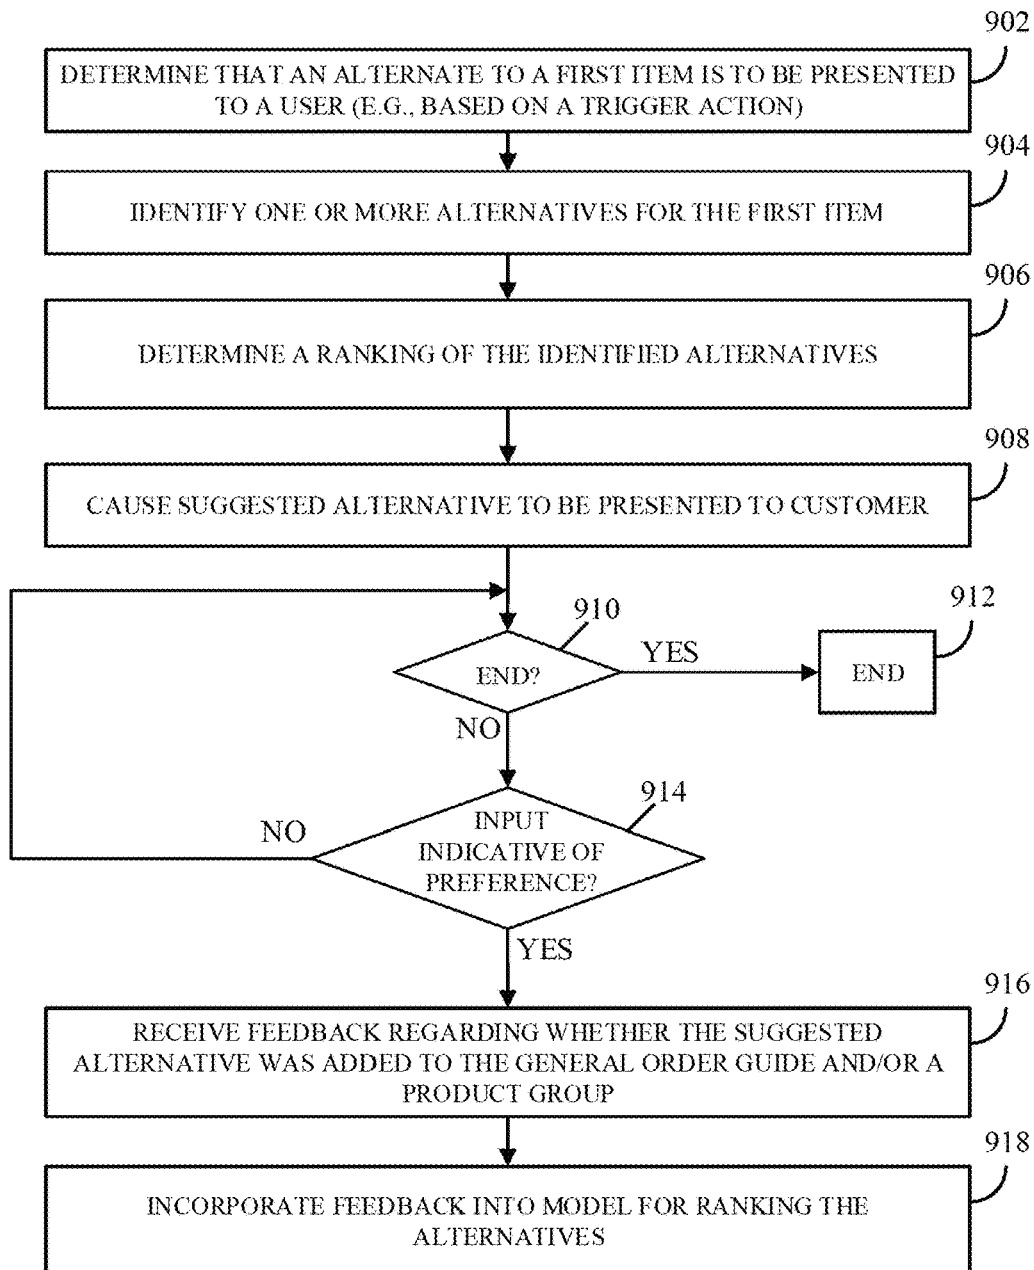 902
DETERMINE THAT AN ALTERNATE TO A FIRST ITEM IS TO BE PRESENTED
TO A USER (E.G., BASED ON A TRIGGER ACTION)
904
IDENTIFY ONE OR MORE ALTERNATIVES FOR THE FIRST ITEM
906
DETERMINE A RANKING OF THE IDENTIFIED ALTERNATIVES
908
CAUSE SUGGESTED ALTERNATIVE TO BE PRESENTED TO CUSTOMER
910
912
END?
YES
END
NO
914
INPUT
INDICATIVE OF
PREFERENCE?
NO
YES
916
RECEIVE FEEDBACK REGARDING WHETHER THE SUGGESTED
ALTERNATIVE WAS ADDED TO THE GENERAL ORDER GUIDE AND/OR A
PRODUCT GROUP
918
INCORPORATE FEEDBACK INTO MODEL FOR RANKING THE
ALTERNATIVES